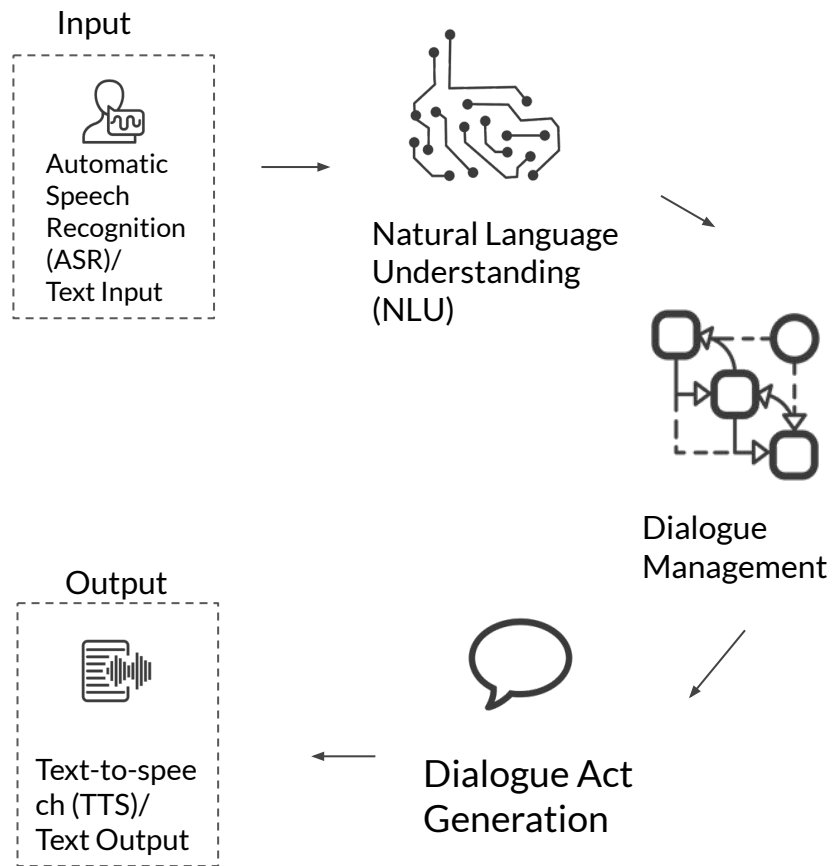 Input
Automatic
Speech
Recognition
(ASR)/
Text Input
Natural Language
Understanding
(NLU)
Dialogue
Management
Dialogue Act
Generation
Output
Text-to-spee
ch (TTS)/
Text Output